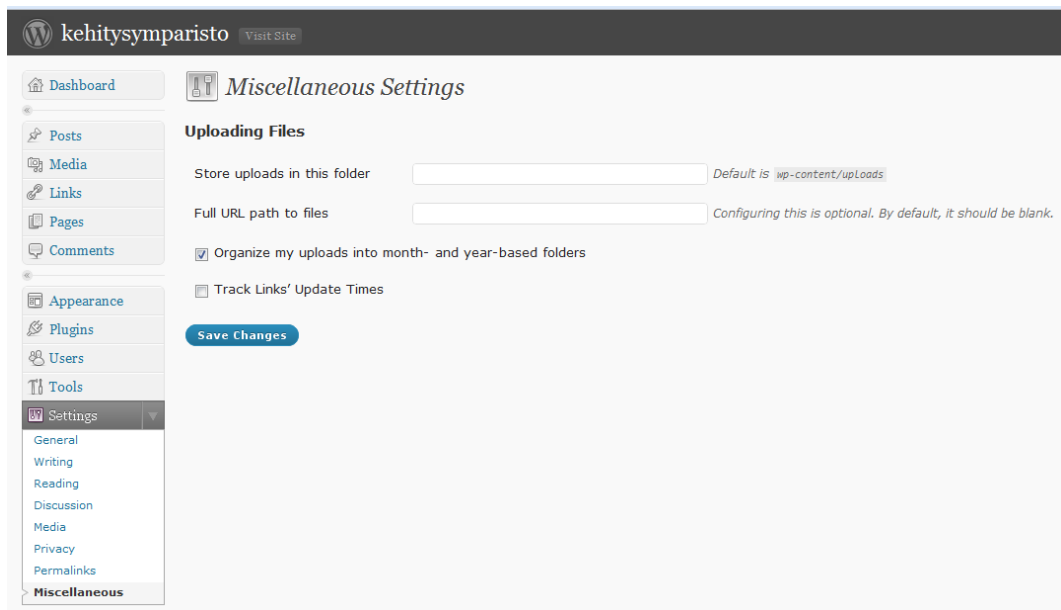 kehitysymparisto Visit Site
Dashboard
Posts
Media
Links
Pages
Comments
Appearance
Plugins
Users
Tools
Settings
General
Writing
Reading
Discussion
Media
Privacy
Permalinks
Miscellaneous
Miscellaneous Settings
Uploading Files
Store uploads in this folder Default is wp-content/uploads
Full URL path to files Configuring this is optional. By default, it should be blank.
Organize my uploads into month- and year-based folders
Track Links’ Update Times
Save Changes